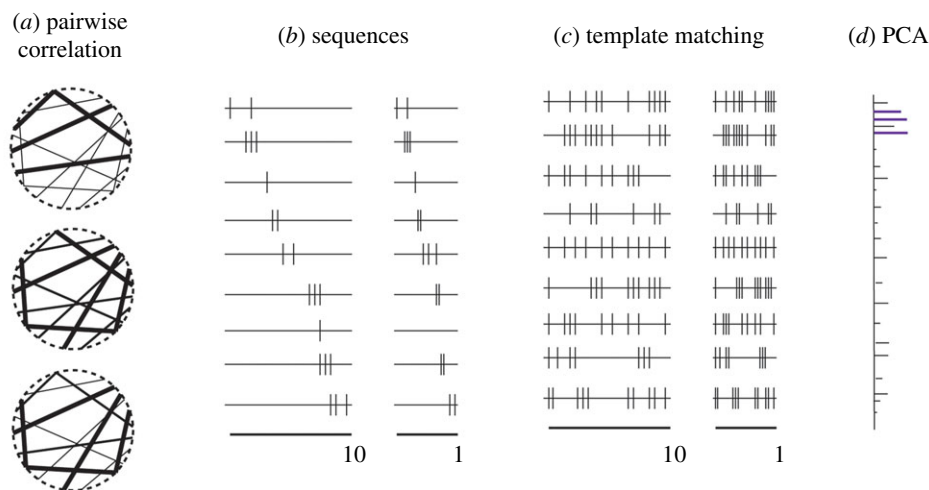 (a) pairwise
correlation
(b) sequences
(c) template matching
(d) PCA
10
1
10
1